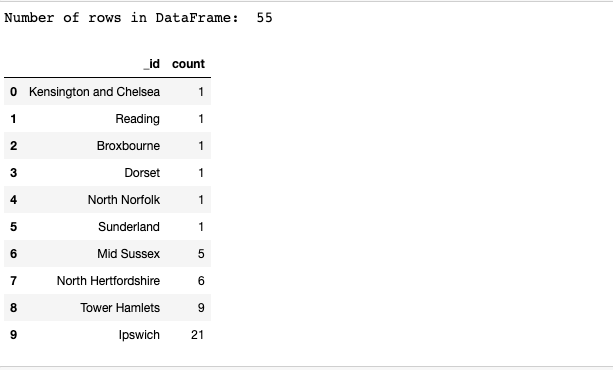 Number of rows in DataFrame:  55
_id count
0 Kensington and Chelsea 1
1 Reading 1
2 Broxbourne 1
3 Dorset 1
4 North Norfolk 1
5 Sunderland 1
6 Mid Sussex 5
7 North Hertfordshire 6
8 Tower Hamlets 9
9 Ipswich 21